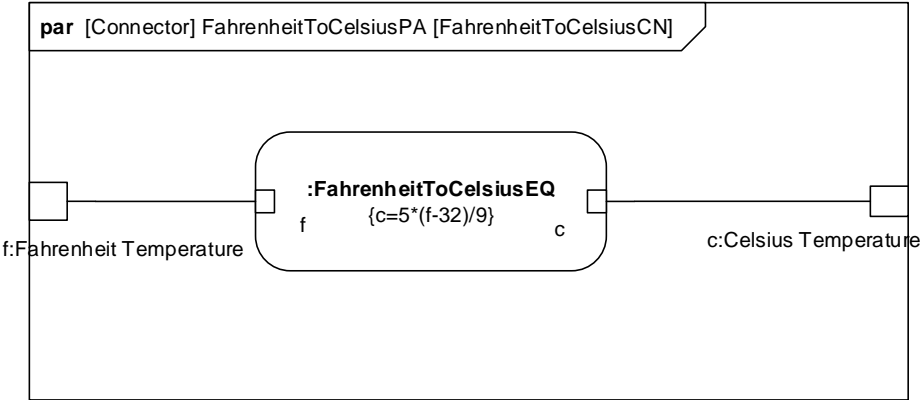 par [Connector] FahrenheitToCelsiusPA [FahrenheitToCelsiusCN]
:FahrenheitToCelsiusEQ
{c=5*(f-32)/9}
f
c
f:Fahrenheit Temperature
c:Celsius Temperature